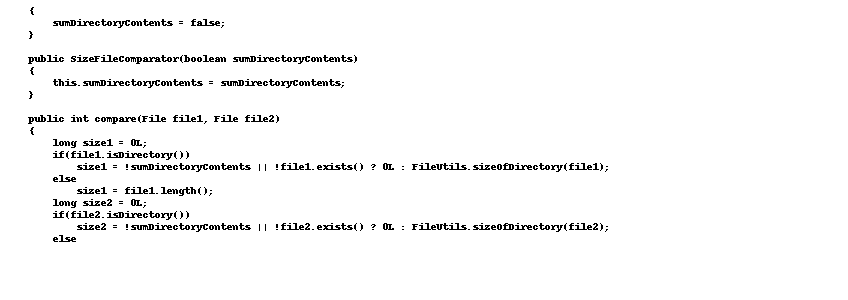 {
sumDirectoryContents = false;
}
public SizeFileComparator(boolean sumDirectoryContents)
{
this.sumDirectoryContents = sumDirectoryContents;
}
public int compare(File file1, File file2)
{
long size1 = 0L;
if(file1.isDirectory())
size1 = !sumDirectoryContents || !file1.exists() ? 0L : FileUtils.sizeOfDirectory(file1);
else
size1 = file1.length();
long size2 = 0L;
if(file2.isDirectory())
size2 = !sumDirectoryContents || !file2.exists() ? 0L : FileUtils.sizeOfDirectory(file2);
else